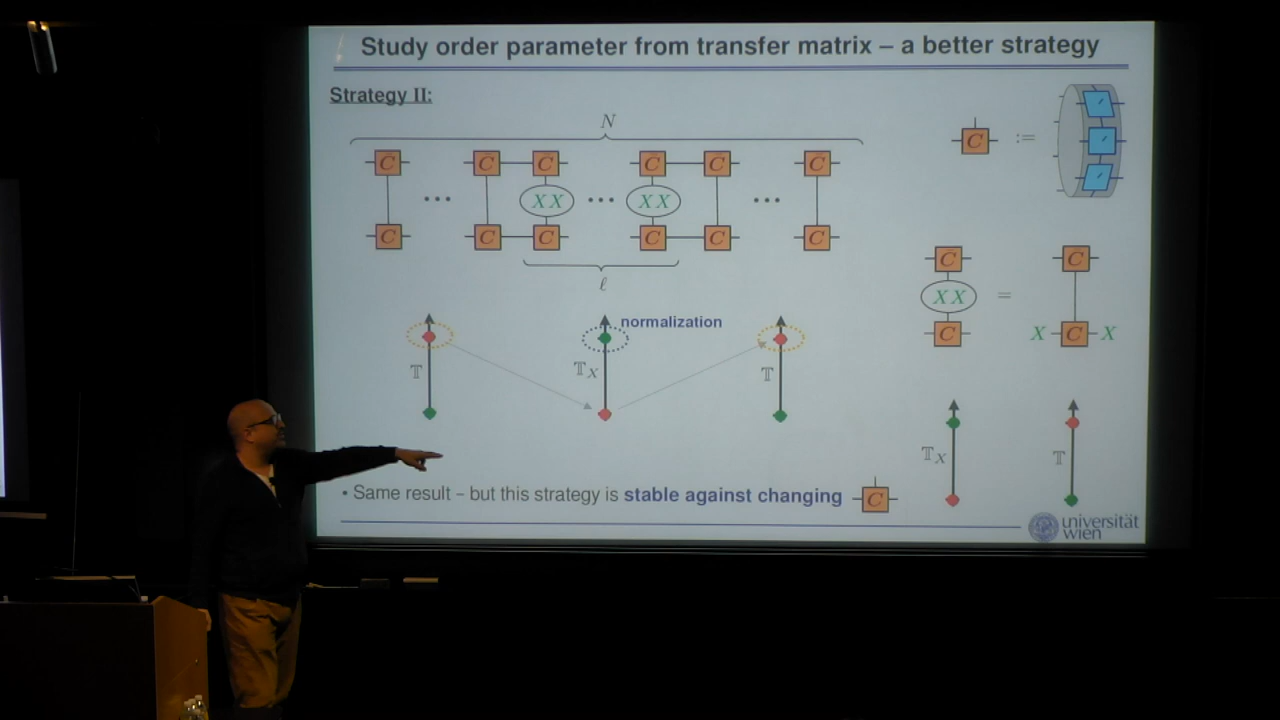 Study order parameter from transfer matrix – a better strategy
Strategy II:
N
C C C C C C
XX XX
C C C C C C
ℓ
C :=
C C
XX = 
C X C X
normalization
𝕋 𝕋X 𝕋
𝕋X 𝕋
• Same result – but this strategy is stable against changing C
universität
wien